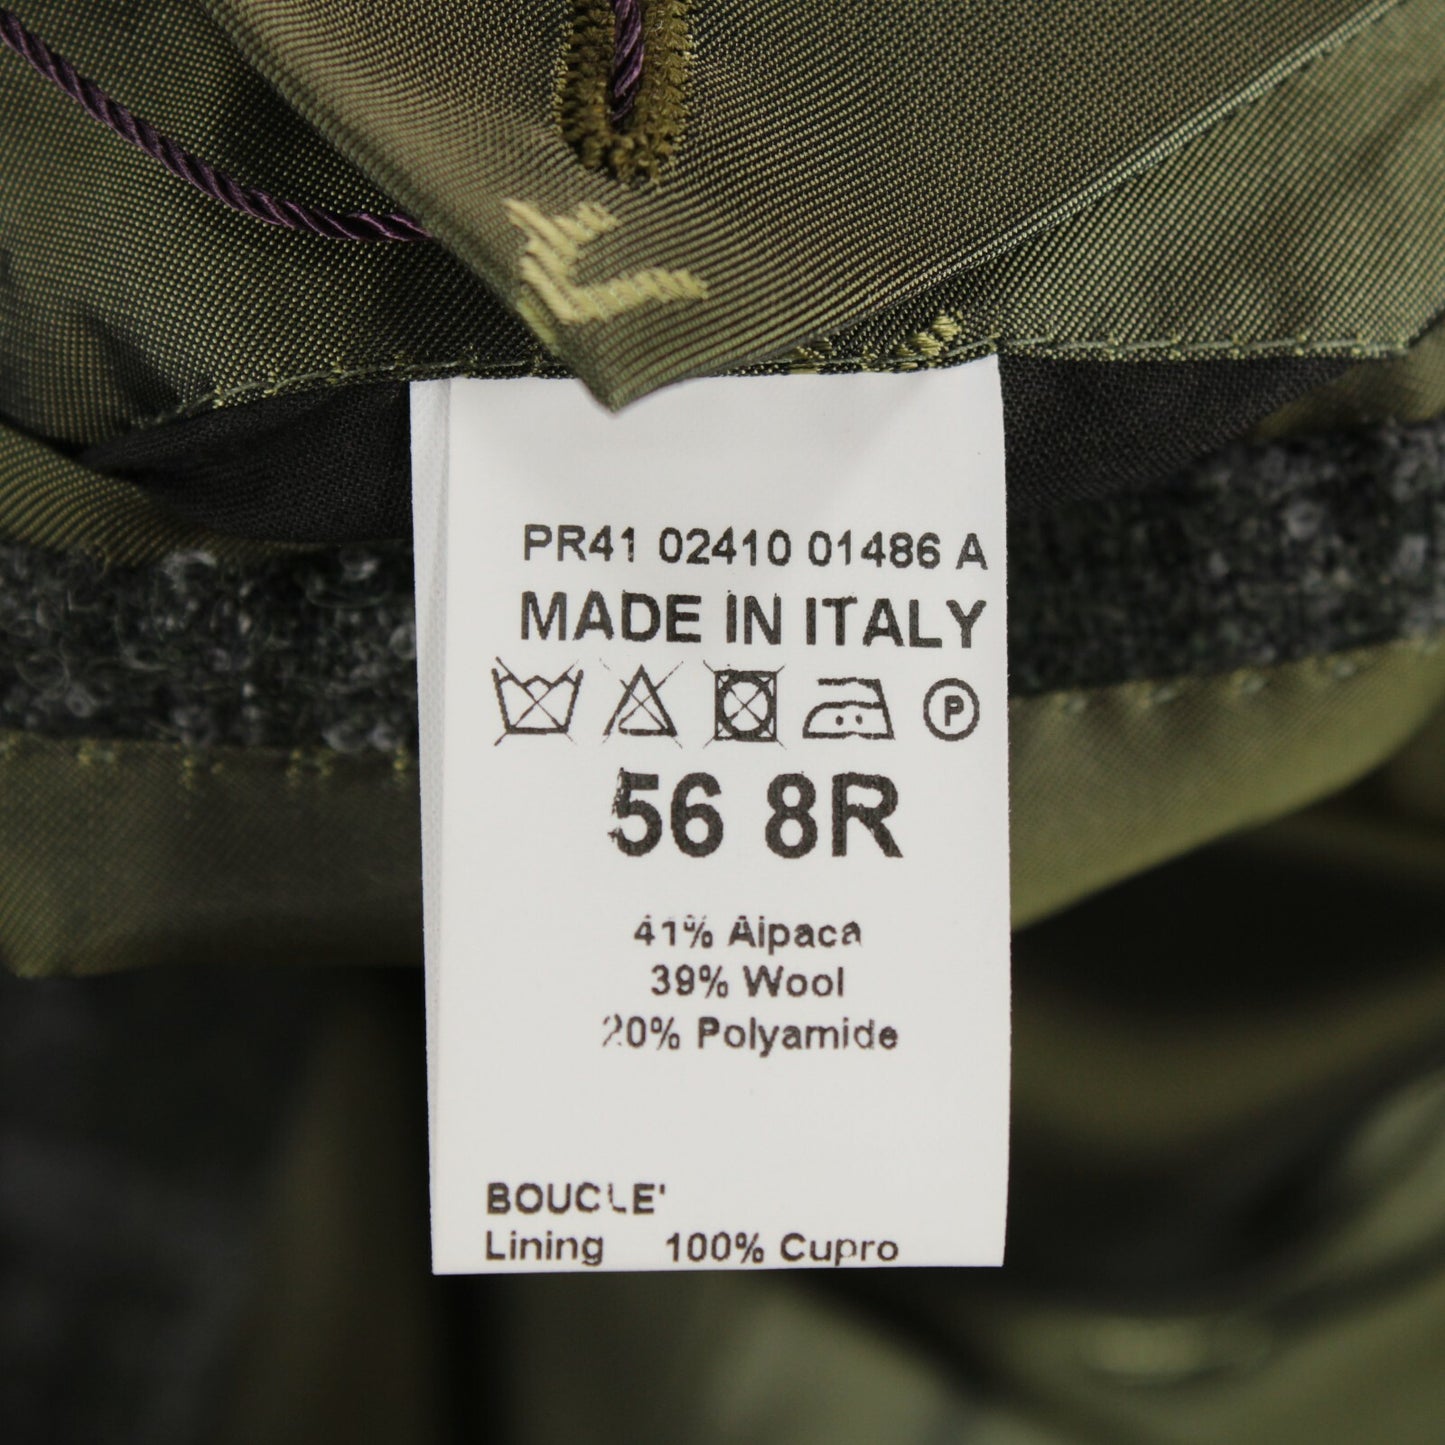 PR41 02410 01486 A
MADE IN ITALY
P
56 8R
41% Alpaca
39% Wool
20% Polyamide
BOUCLE'
Lining 100% Cupro